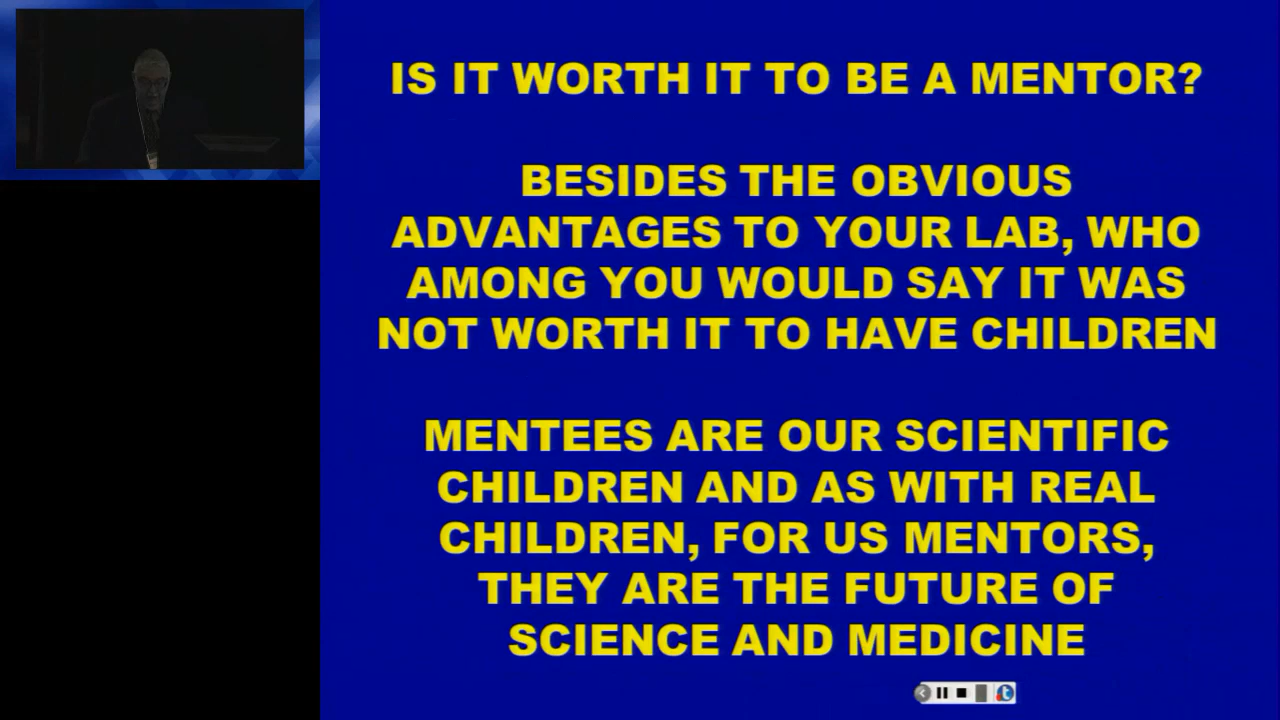 IS IT WORTH IT TO BE A MENTOR?
BESIDES THE OBVIOUS
ADVANTAGES TO YOUR LAB, WHO
AMONG YOU WOULD SAY IT WAS
NOT WORTH IT TO HAVE CHILDREN
MENTEES ARE OUR SCIENTIFIC
CHILDREN AND AS WITH REAL
CHILDREN, FOR US MENTORS,
THEY ARE THE FUTURE OF
SCIENCE AND MEDICINE